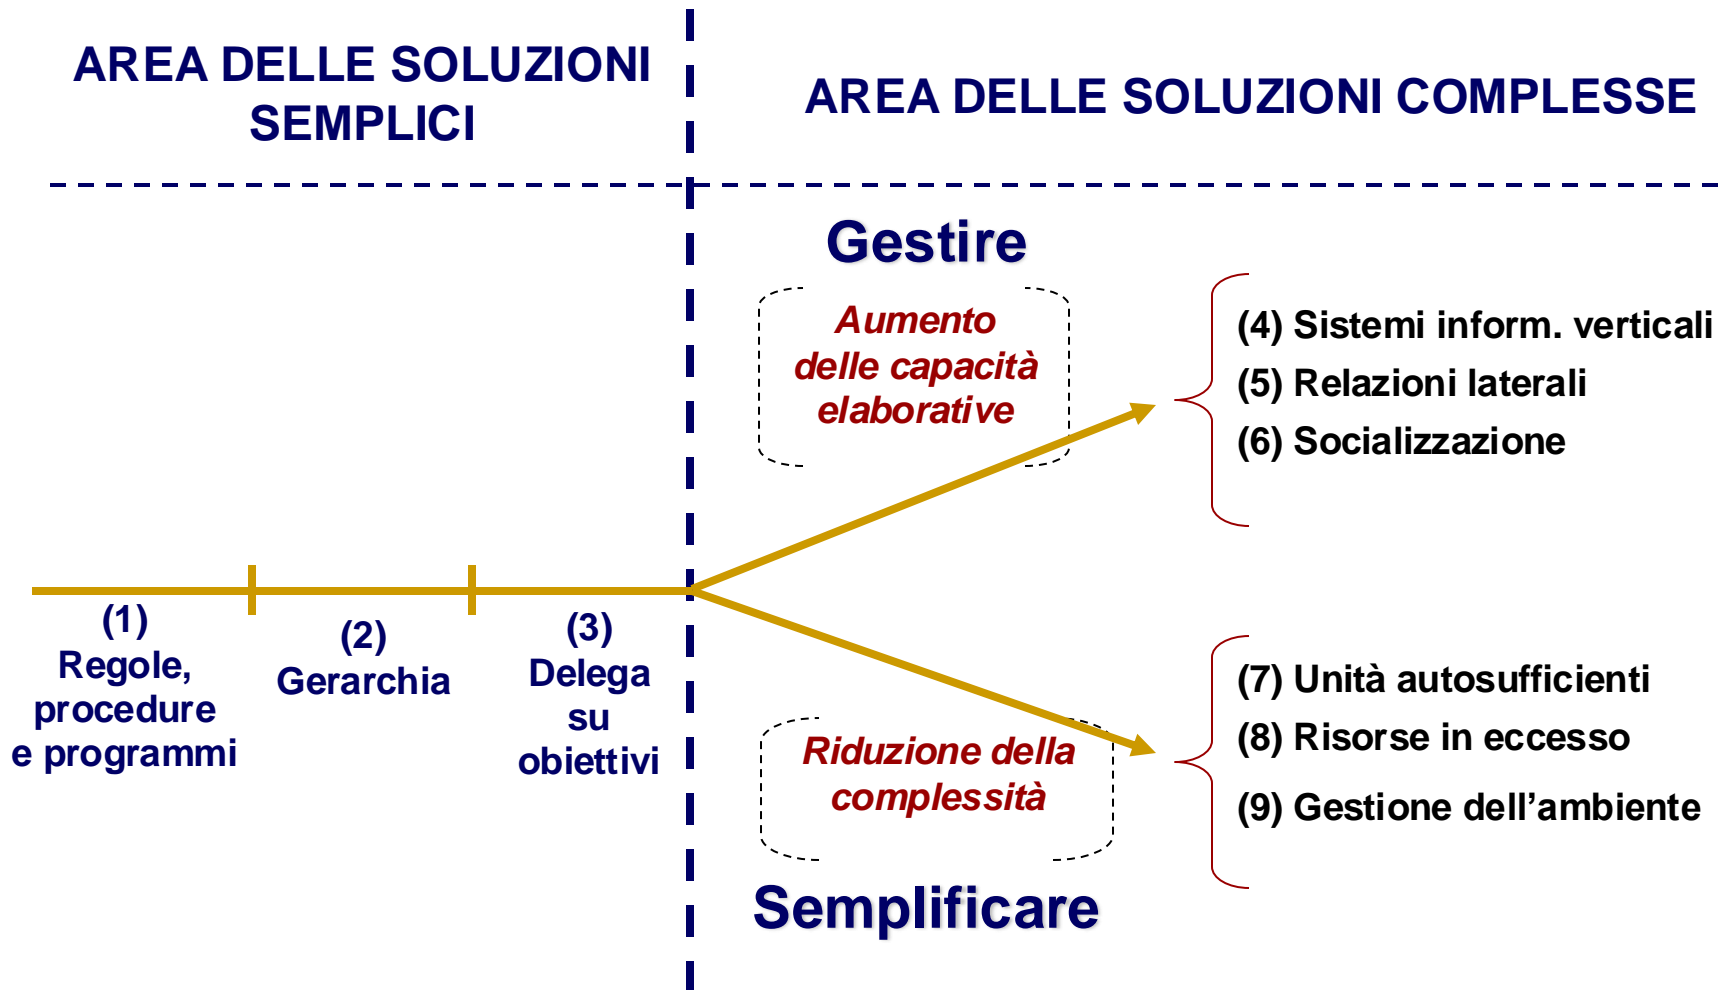 AREA DELLE SOLUZIONI
SEMPLICI
AREA DELLE SOLUZIONI COMPLESSE
Gestire
Aumento
delle capacità
elaborative
(4) Sistemi inform. verticali
(5) Relazioni laterali
(6) Socializzazione
(1)
Regole,
procedure
e programmi
(2)
Gerarchia
(3)
Delega
su
obiettivi
Riduzione della
complessità
Semplificare
(7) Unità autosufficienti
(8) Risorse in eccesso
(9) Gestione dell’ambiente